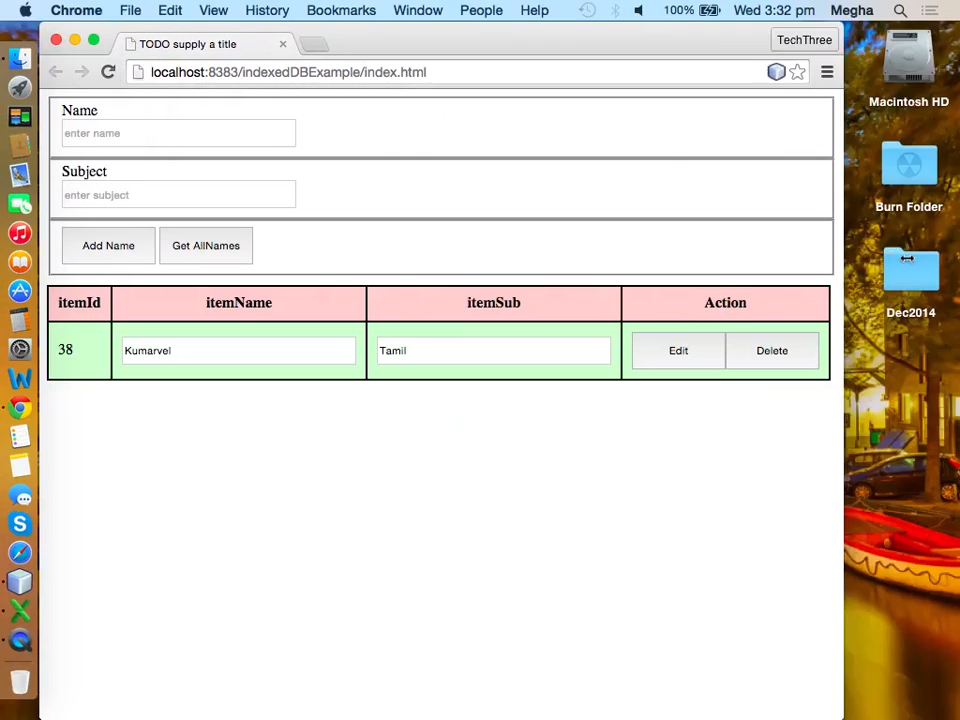 Chrome File Edit View History Bookmarks Window People Help 100% Wed 3:32 pm Megha
TODO supply a title
TechThree
localhost:8383/indexedDBExample/index.html
Macintosh HD
Name
enter name
Subject
enter subject
Burn Folder
Add Name Get AllNames
itemId itemName itemSub Action
Dec2014
38 Kumarvel Tamil Edit Delete